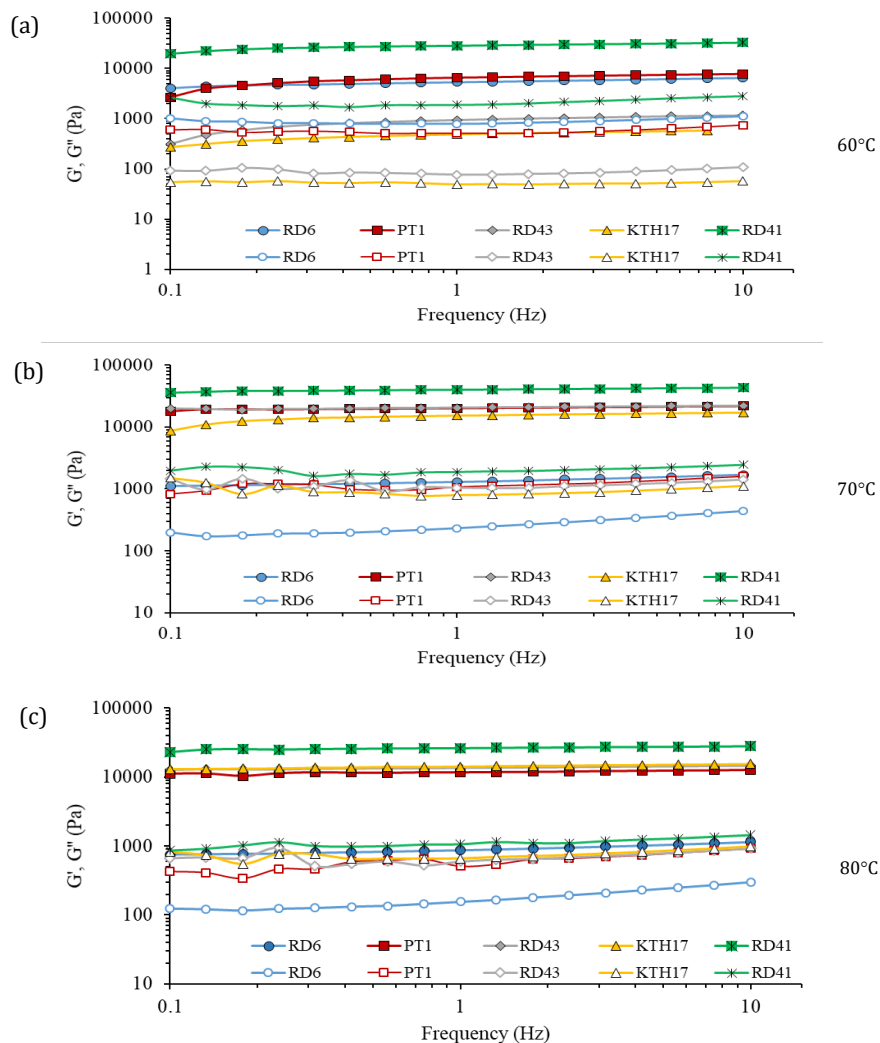 (a)
G', G'' (Pa)
100000
10000
1000
100
10
1
0.1 1 10
Frequency (Hz)
RD6 PT1 RD43 KTH17 RD41
RD6 PT1 RD43 KTH17 RD41
60°C
(b)
G', G'' (Pa)
100000
10000
1000
100
10
0.1 1 10
Frequency (Hz)
RD6 PT1 RD43 KTH17 RD41
RD6 PT1 RD43 KTH17 RD41
70°C
(c)
G', G'' (Pa)
100000
10000
1000
100
10
0.1 1 10
Frequency (Hz)
RD6 PT1 RD43 KTH17 RD41
RD6 PT1 RD43 KTH17 RD41
80°C